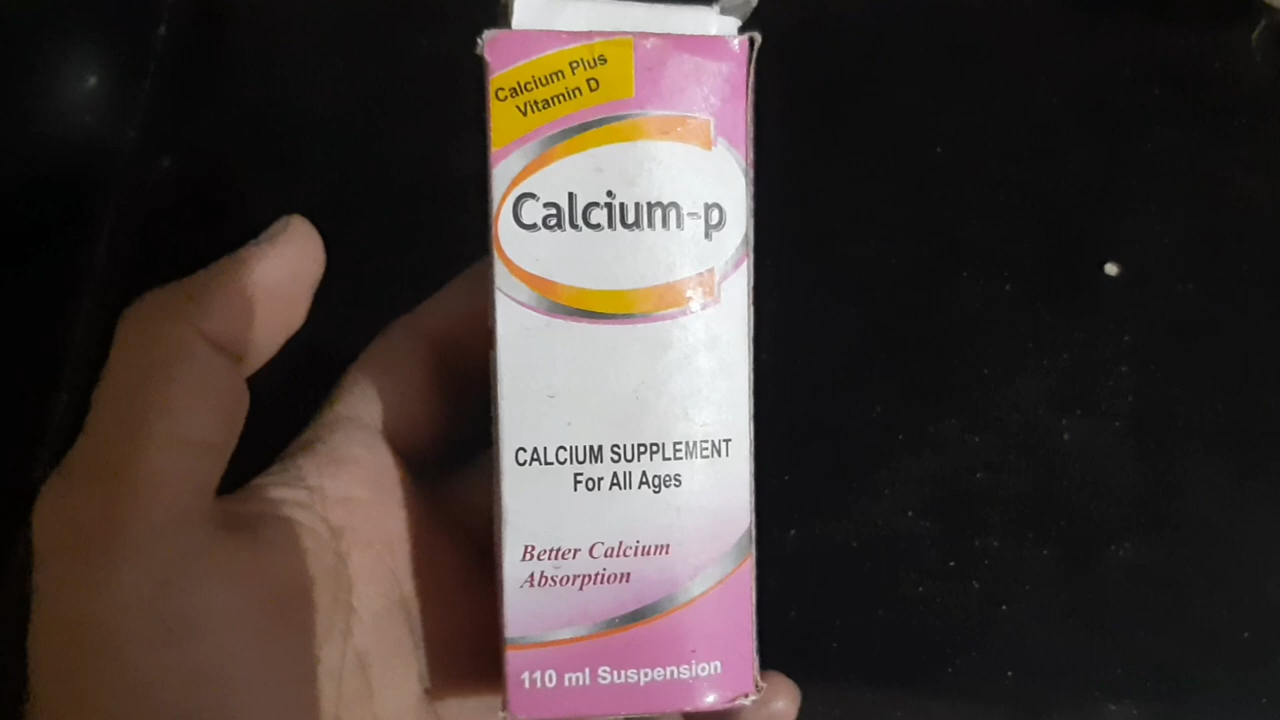 Calcium Plus
Vitamin D
Calcium-p
CALCIUM SUPPLEMENT
For All Ages
Better Calcium
Absorption
110 ml Suspension